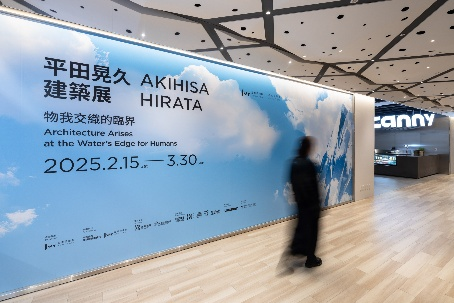 平田晃久 AKIHISA
建築展 HIRATA
物我交織的臨界
Architecture Arises
at the Water's Edge for Humans
2025.2.15 — 3.30
canny